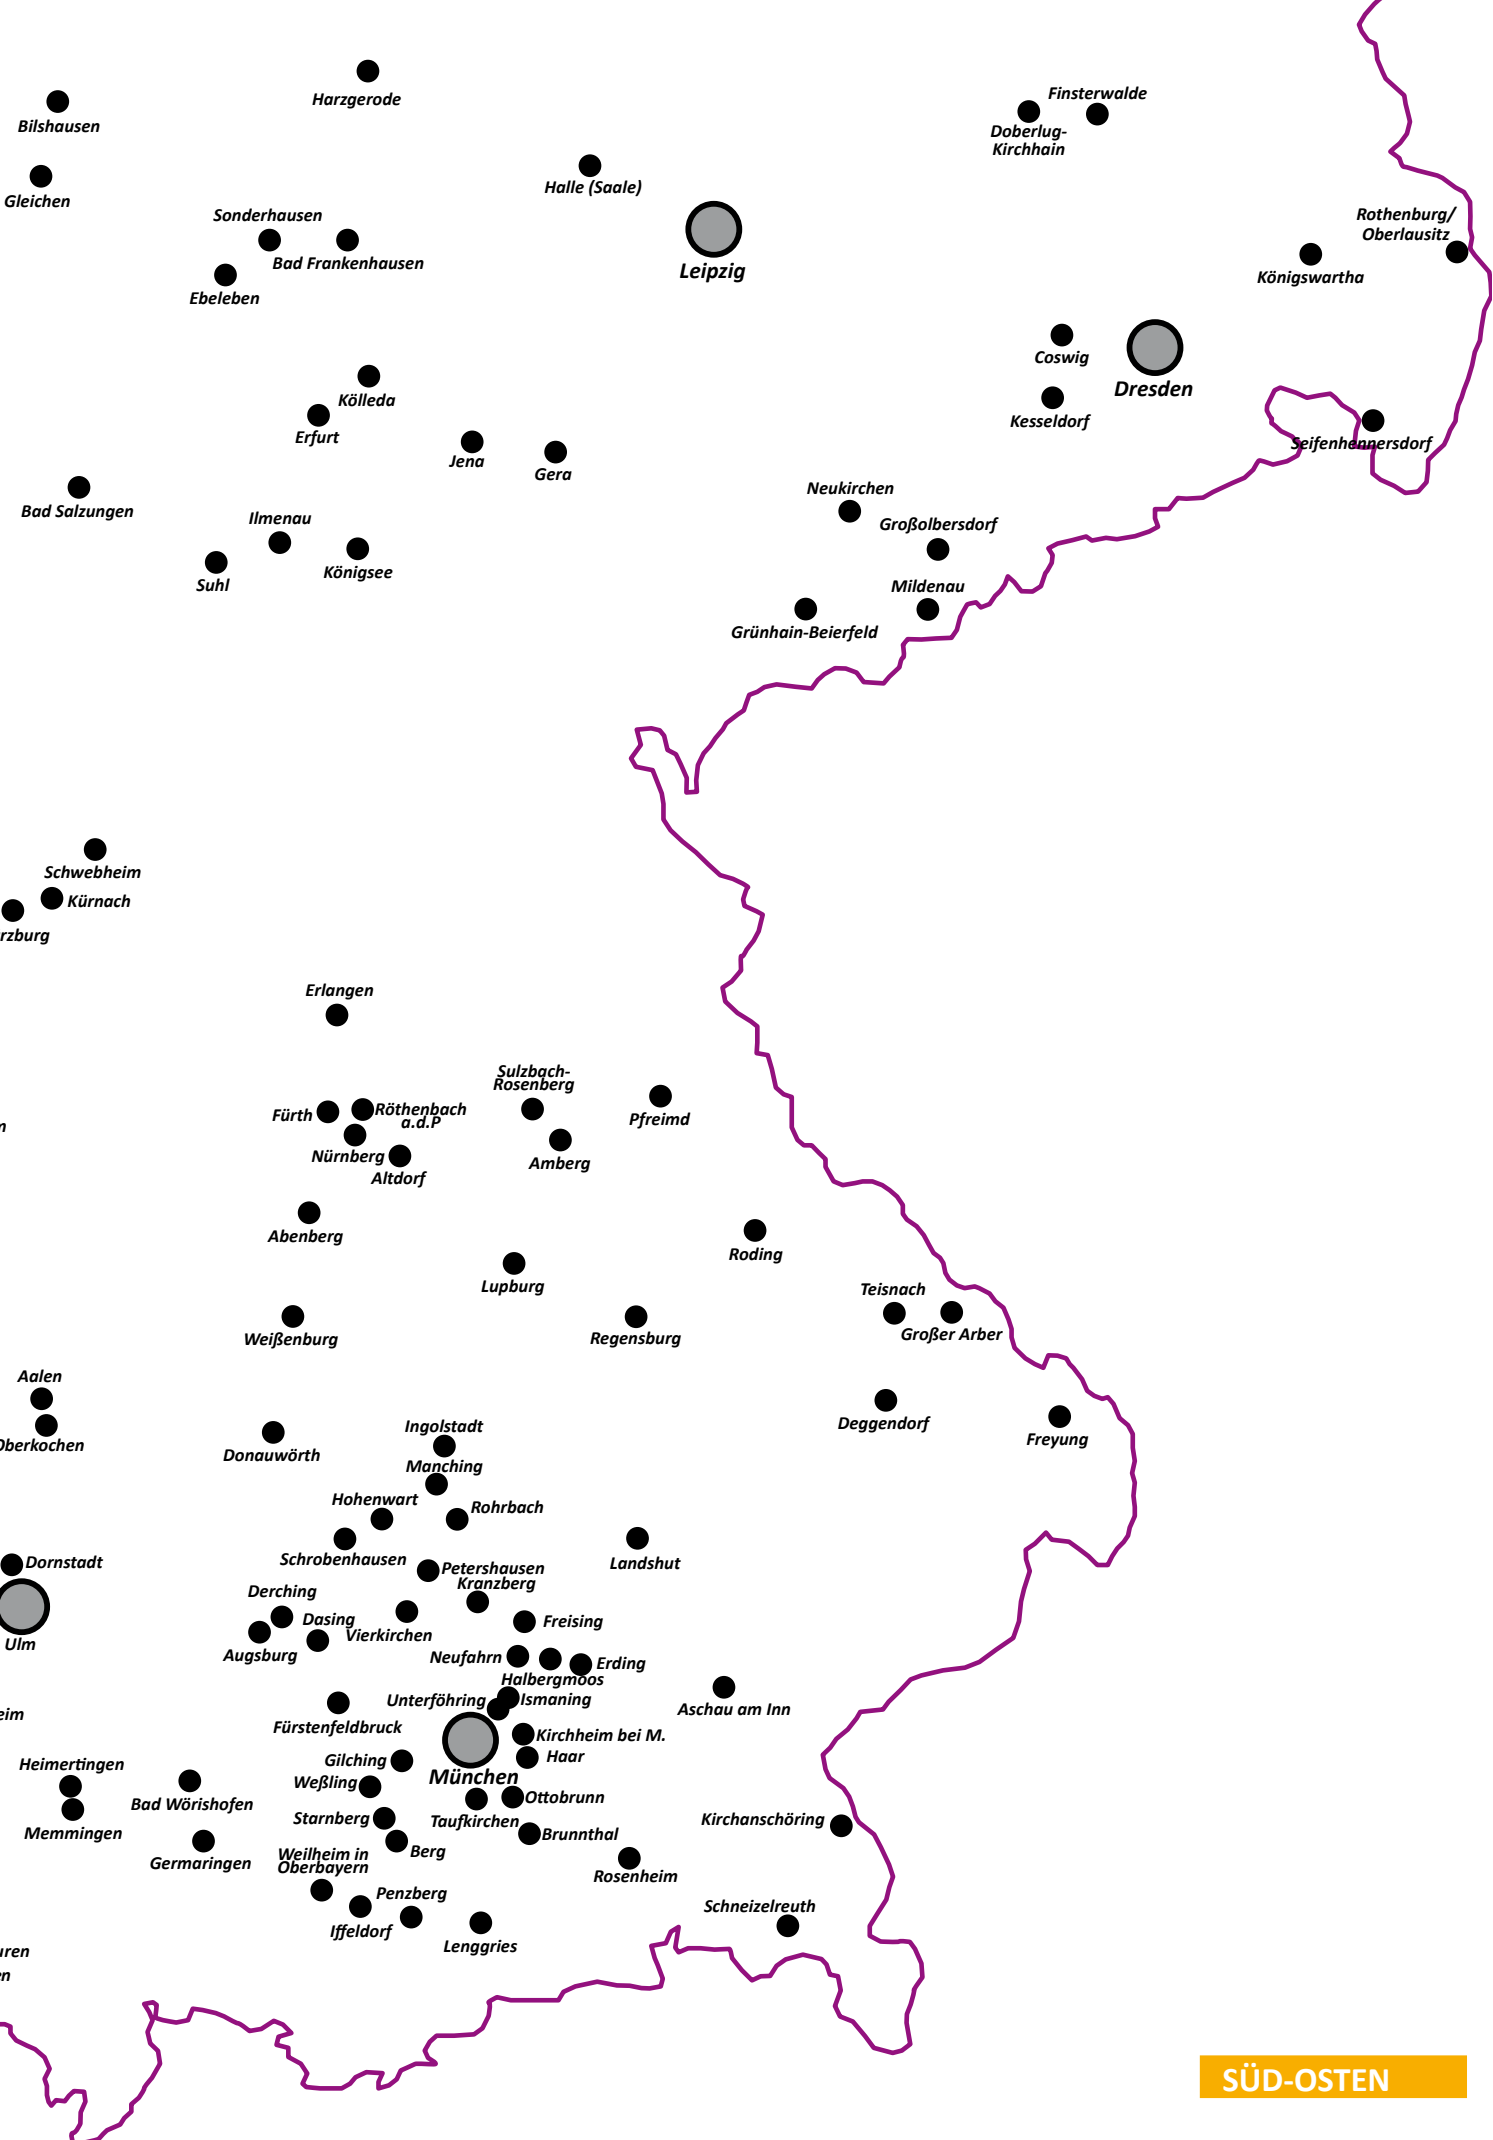 Harzgerode
Finsterwalde
Bilshausen
Doberlug-
Kirchhain
Halle (Saale)
Gleichen
Sonderhausen
Rothenburg/
Oberlausitz
Bad Frankenhausen
Leipzig
Königswartha
Ebeleben
Coswig
Dresden
Kölleda
Kesseldorf
Erfurt
Seifenhennersdorf
Jena
Gera
Neukirchen
Bad Salzungen
Ilmenau
Großolbersdorf
Königsee
Suhl
Mildenau
Grünhain-Beierfeld
Schwebheim
Kürnach
rzburg
Erlangen
Sulzbach-
Rosenberg
Fürth
Röthenbach
a.d.P
Pfreimd
n
Nürnberg
Amberg
Altdorf
Abenberg
Roding
Lupburg
Teisnach
Weißenburg
Regensburg
Großer Arber
Aalen
Oberkochen
Ingolstadt
Deggendorf
Donauwörth
Freyung
Manching
Hohenwart
Rohrbach
Schrobenhausen
Landshut
Dornstadt
Petershausen
Kranzberg
Derching
Dasing
Freising
Vierkirchen
Ulm
Augsburg
Neufahrn
Erding
Halbergmoos
Unterföhring
Ismaning
Aschau am Inn
eim
Fürstenfeldbruck
Kirchheim bei M.
Heimertingen
Gilching
Haar
München
Weßling
Bad Wörishofen
Ottobrunn
Starnberg
Taufkirchen
Kirchanschöring
Memmingen
Brunnthal
Berg
Weilheim in
Oberbayern
Germaringen
Rosenheim
Penzberg
Schneizelreuth
Iffeldorf
Lenggries
uren
en
SÜD-OSTEN